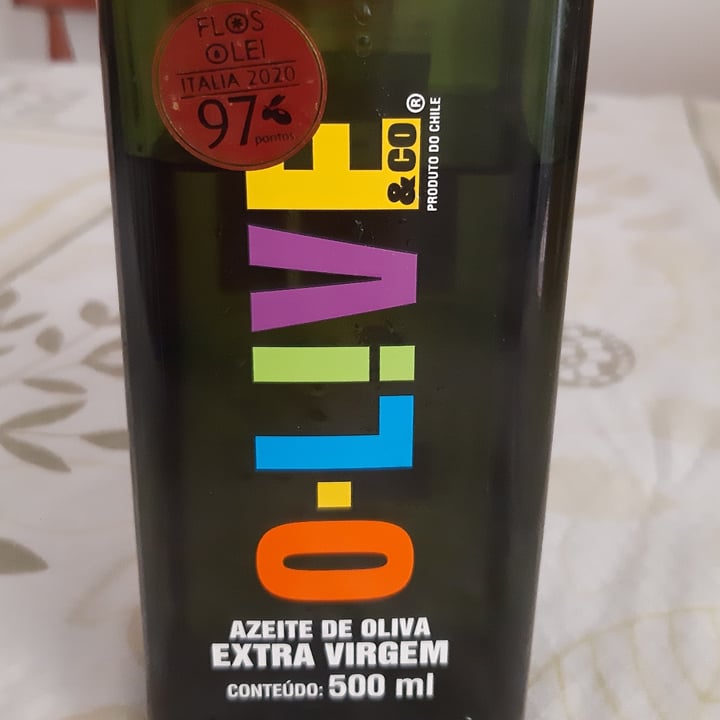 FLOS
OLEI
ITALIA 2020
97
pontos
O·LiVE
&CO®
PRODUTO DO CHILE
AZEITE DE OLIVA
EXTRA VIRGEM
CONTEÚDO: 500 ml